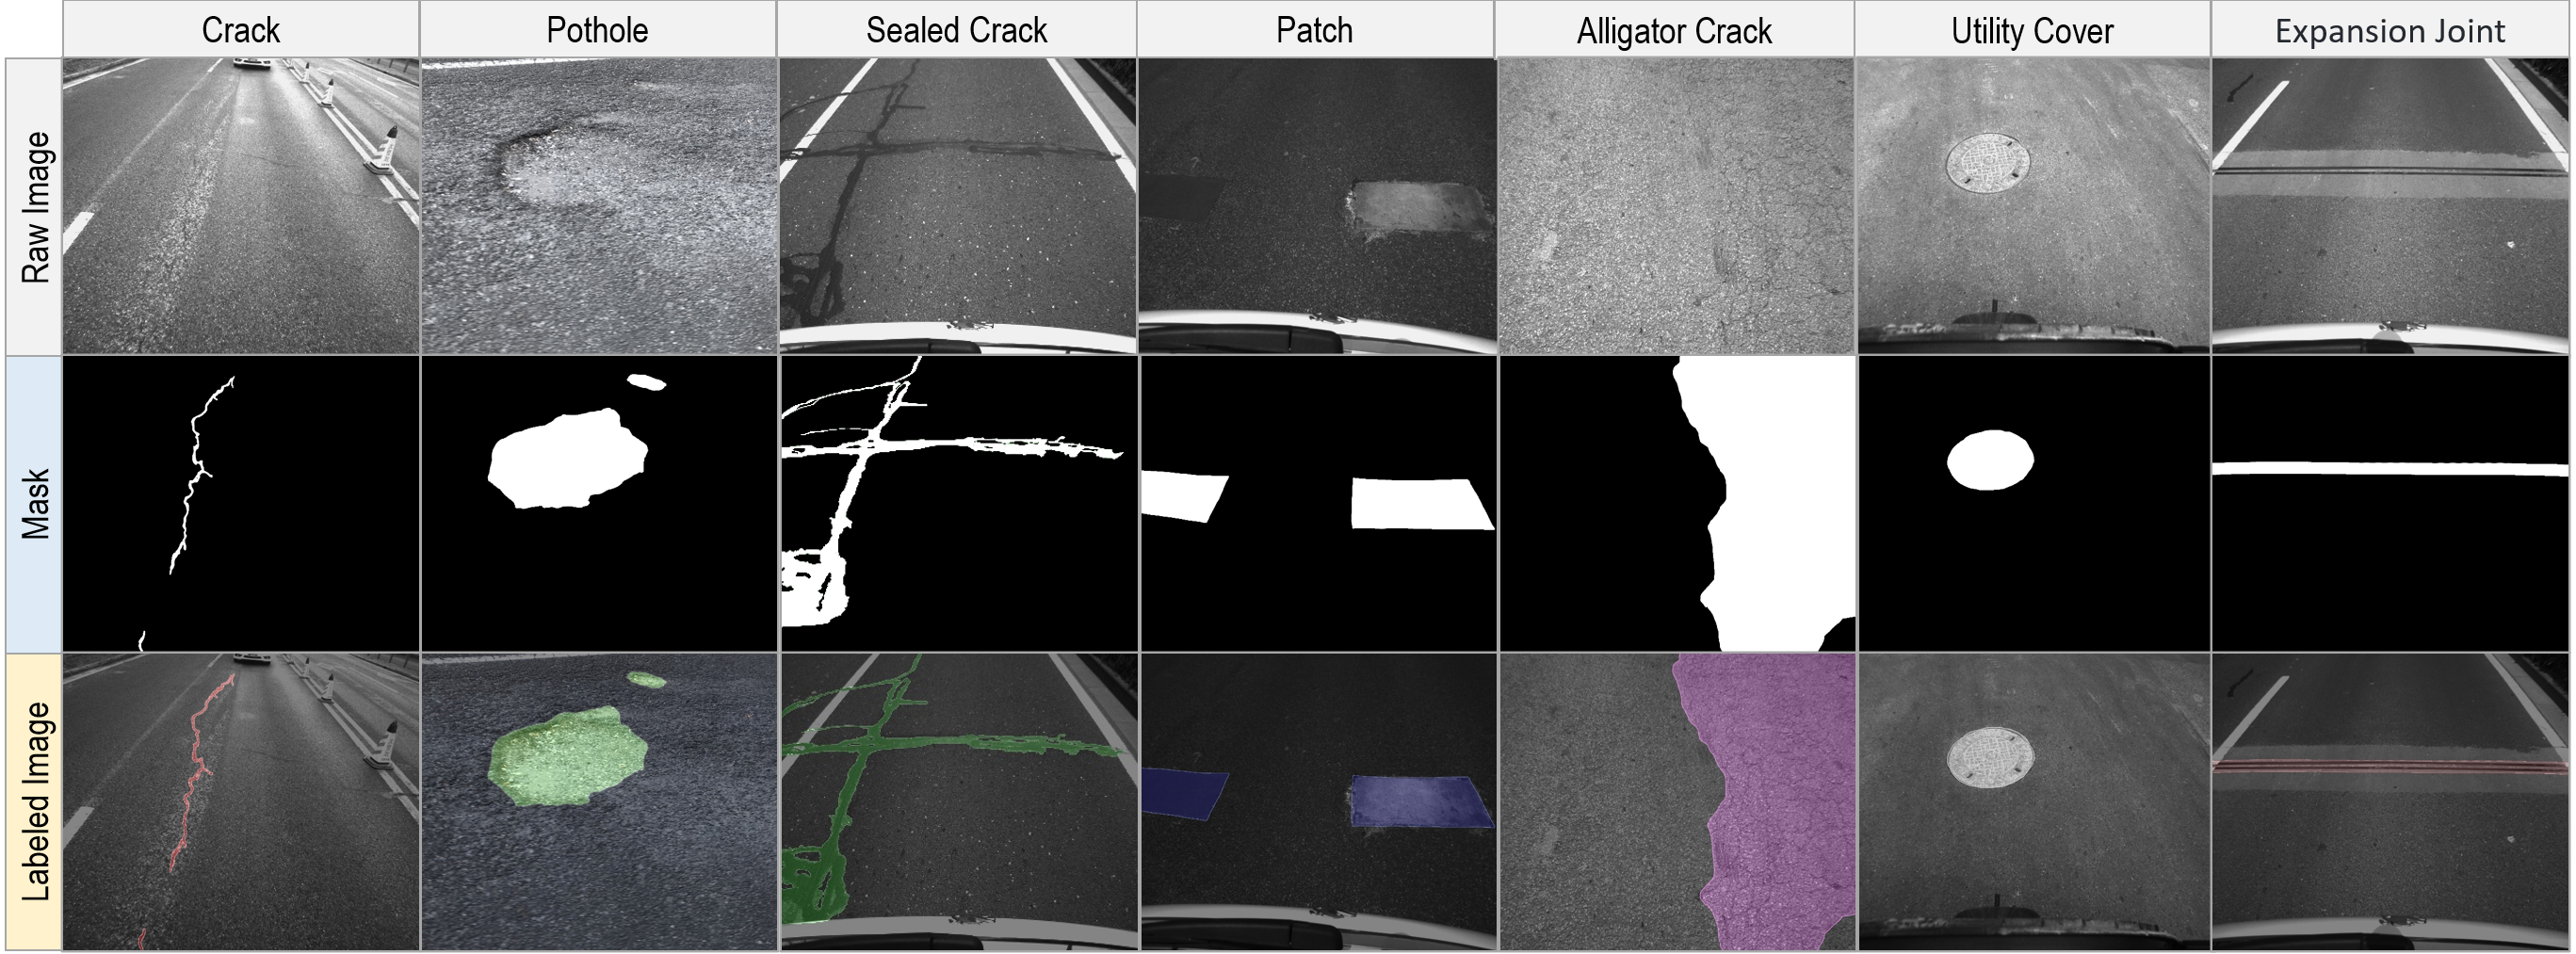 Crack
Pothole
Sealed Crack
Patch
Alligator Crack
Utility Cover
Expansion Joint
Raw Image
Mask
Labeled Image